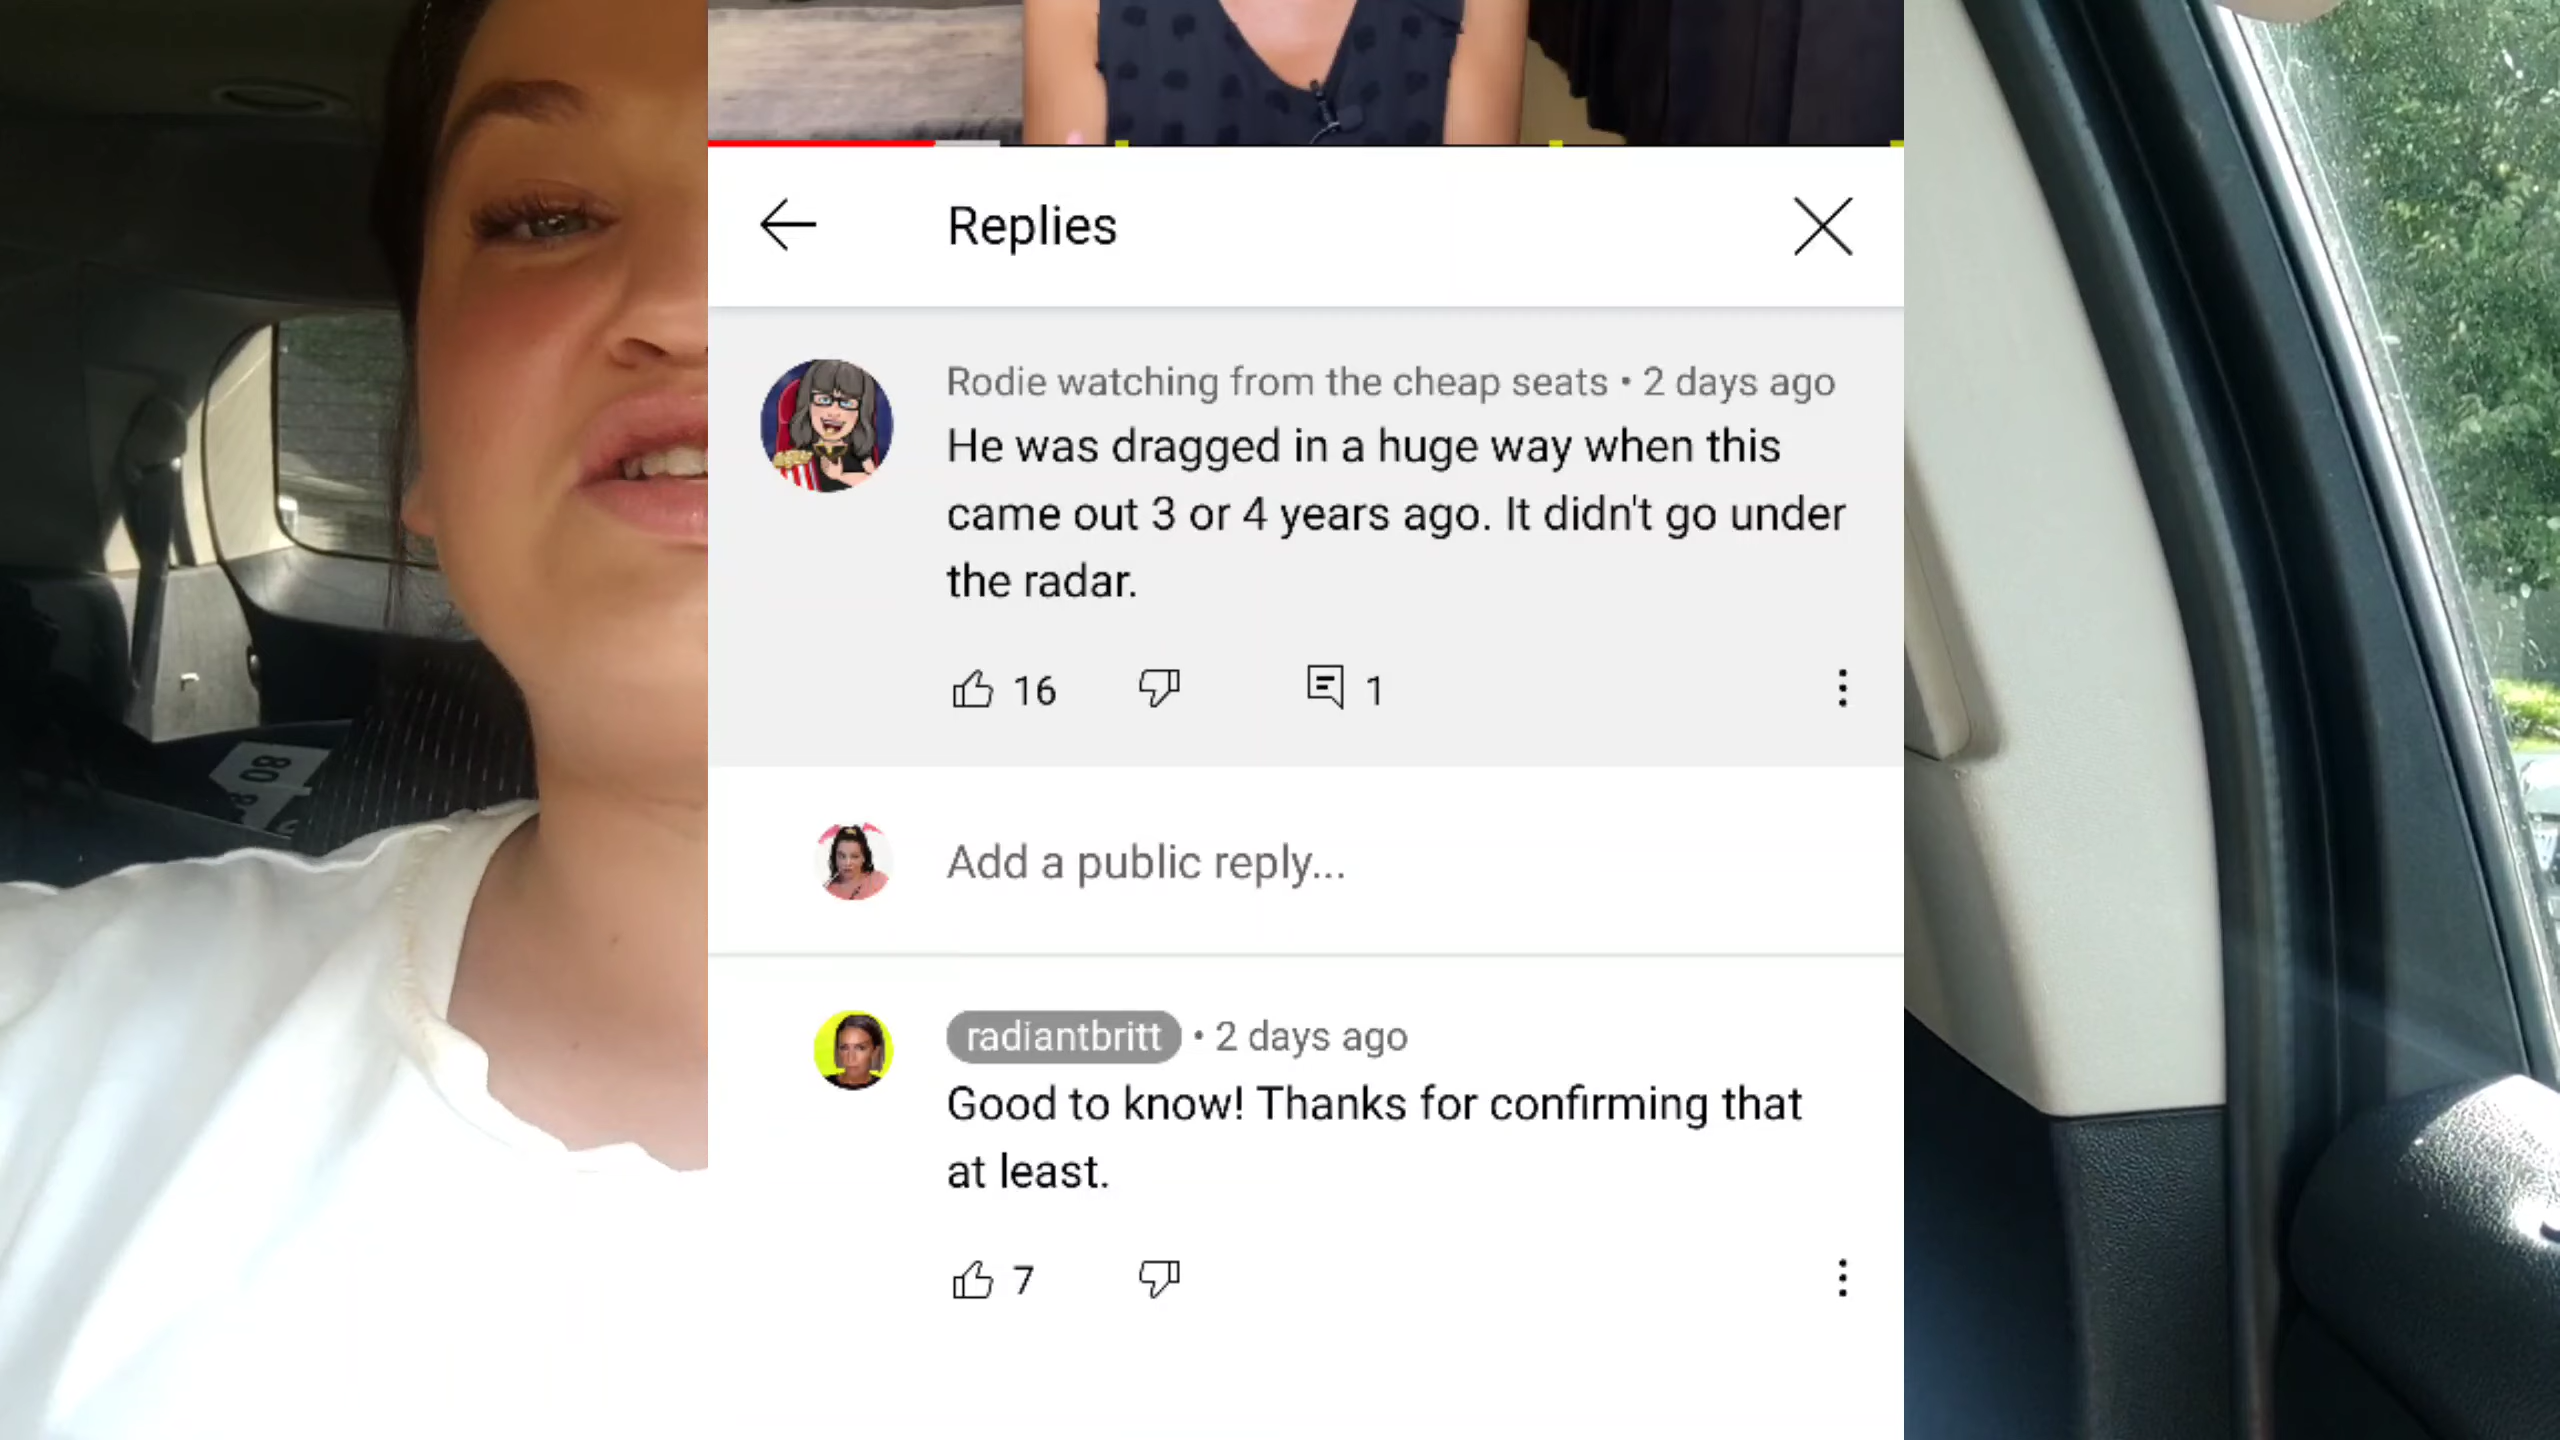 Replies
Rodie watching from the cheap seats • 2 days ago
He was dragged in a huge way when this
came out 3 or 4 years ago. It didn't go under
the radar.
16 1
Add a public reply...
radiantbritt • 2 days ago
Good to know! Thanks for confirming that
at least.
7
80